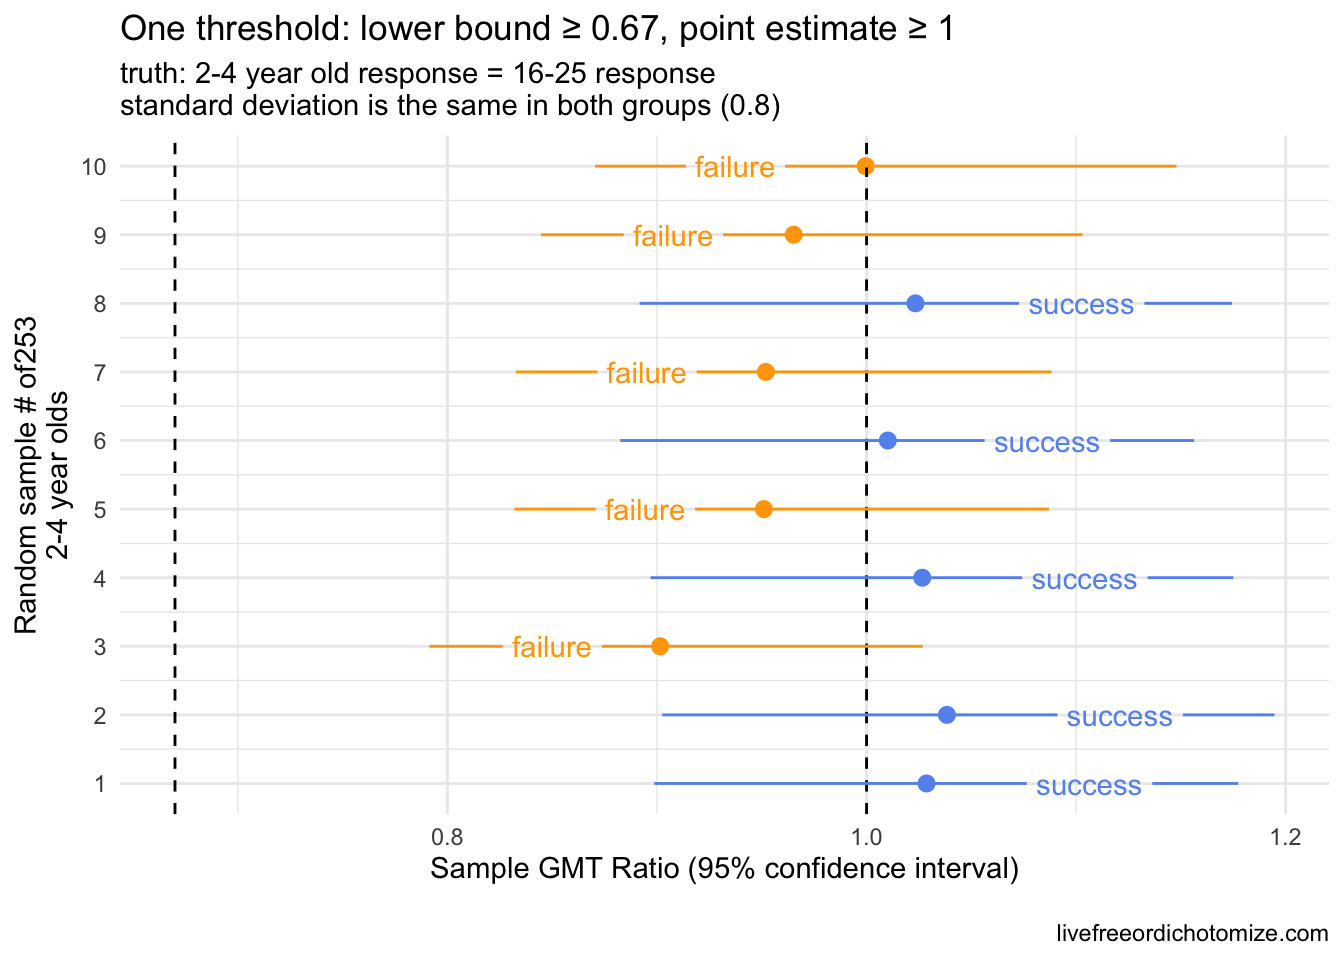 One threshold: lower bound ≥ 0.67, point estimate ≥ 1
truth: 2-4 year old response = 16-25 response
standard deviation is the same in both groups (0.8)
Random sample # of253
2-4 year olds
10
failure
9
failure
8
success
7
failure
6
success
5
failure
4
success
3
failure
2
success
1
success
0.8
1.0
1.2
Sample GMT Ratio (95% confidence interval)
livefreeordichotomize.com